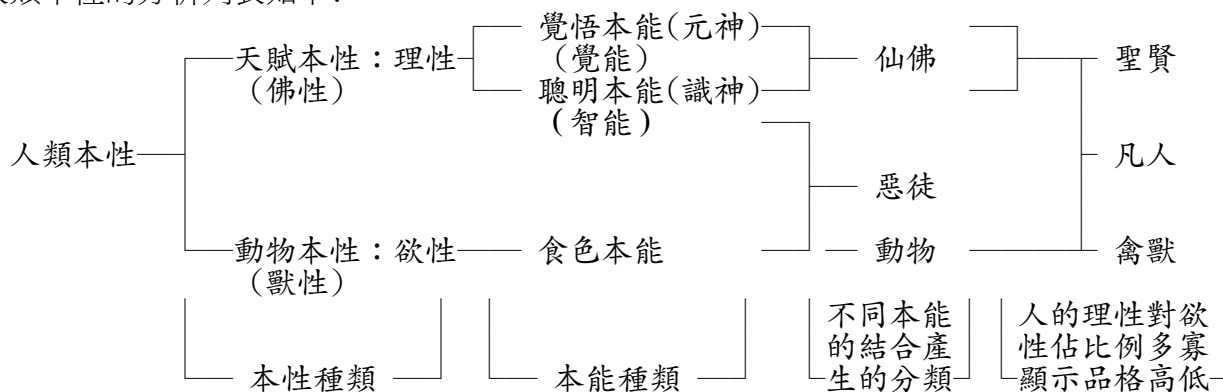 覺悟本能(元神)
天賦本性：理性 (覺能) 仙佛 聖賢
(佛性) 聰明本能(識神)
(智能)
人類本性 凡人
惡徒
動物本性：欲性 食色本能 動物 禽獸
(獸性)
不同本能 人的理性對欲
的結合產 性佔比例多寡
本性種類 本能種類 生的分類 顯示品格高低